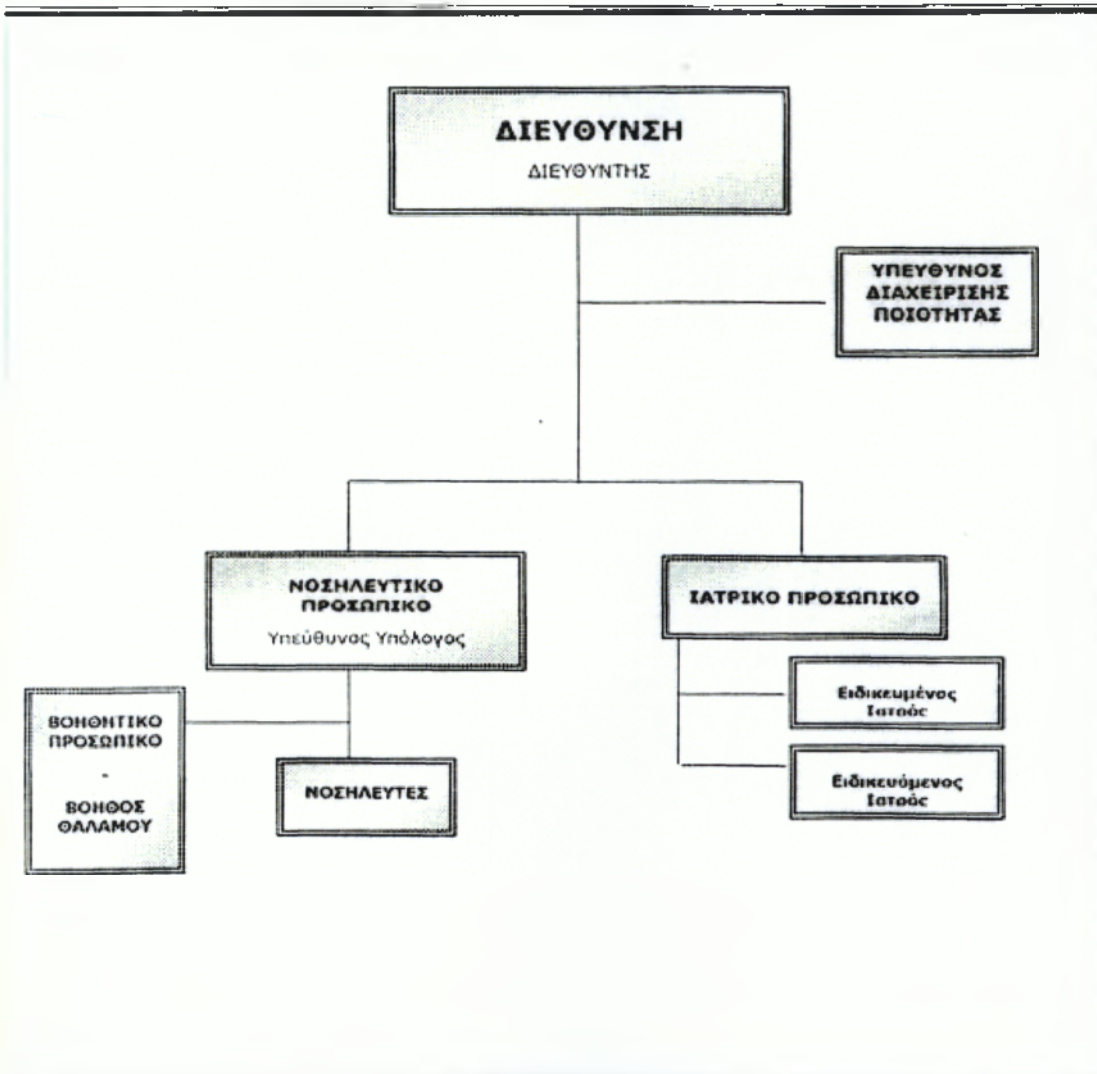 ΔΙΕΥΘΥΝΣΗ
ΔΙΕΥΘΥΝΤΗΣ
ΥΠΕΥΘΥΝΟΣ
ΔΙΑΧΕΙΡΙΣΗΣ
ΠΟΙΟΤΗΤΑΣ
ΝΟΣΗΛΕΥΤΙΚΟ
ΠΡΟΣΩΠΙΚΟ
Υπεύθυνος Υπόλογος
ΙΑΤΡΙΚΟ ΠΡΟΣΩΠΙΚΟ
Ειδικευμένος
Ιατρός
Ειδικευόμενος
Ιατρός
ΒΟΗΘΗΤΙΚΟ
ΠΡΟΣΩΠΙΚΟ
-
ΒΟΗΘΟΣ
ΘΑΛΑΜΟΥ
ΝΟΣΗΛΕΥΤΕΣ